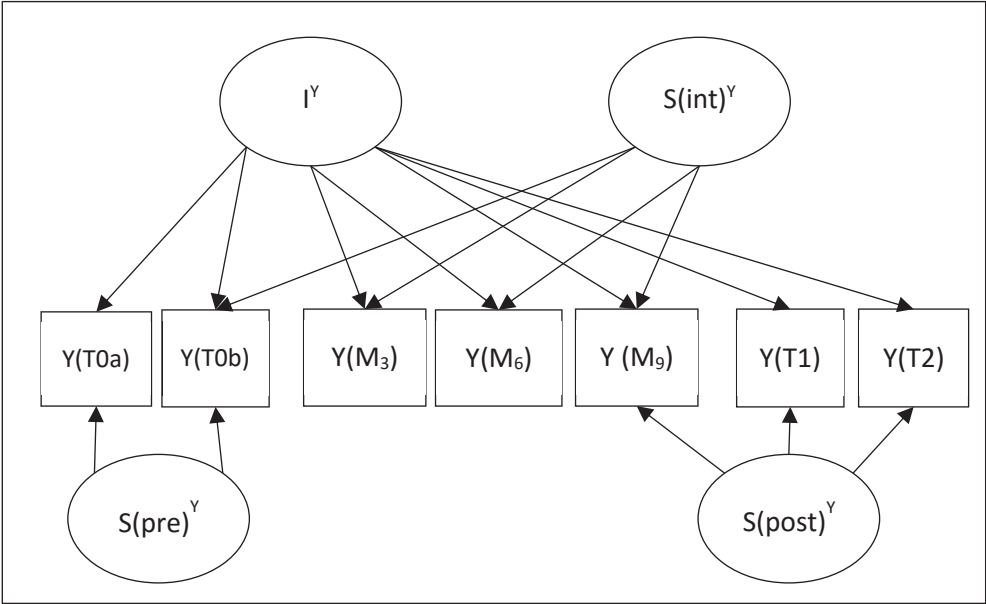 I^Y
S(int)^Y
Y(T0a)
Y(T0b)
Y(M₃)
Y(M₆)
Y (M₉)
Y(T1)
Y(T2)
S(pre)^Y
S(post)^Y